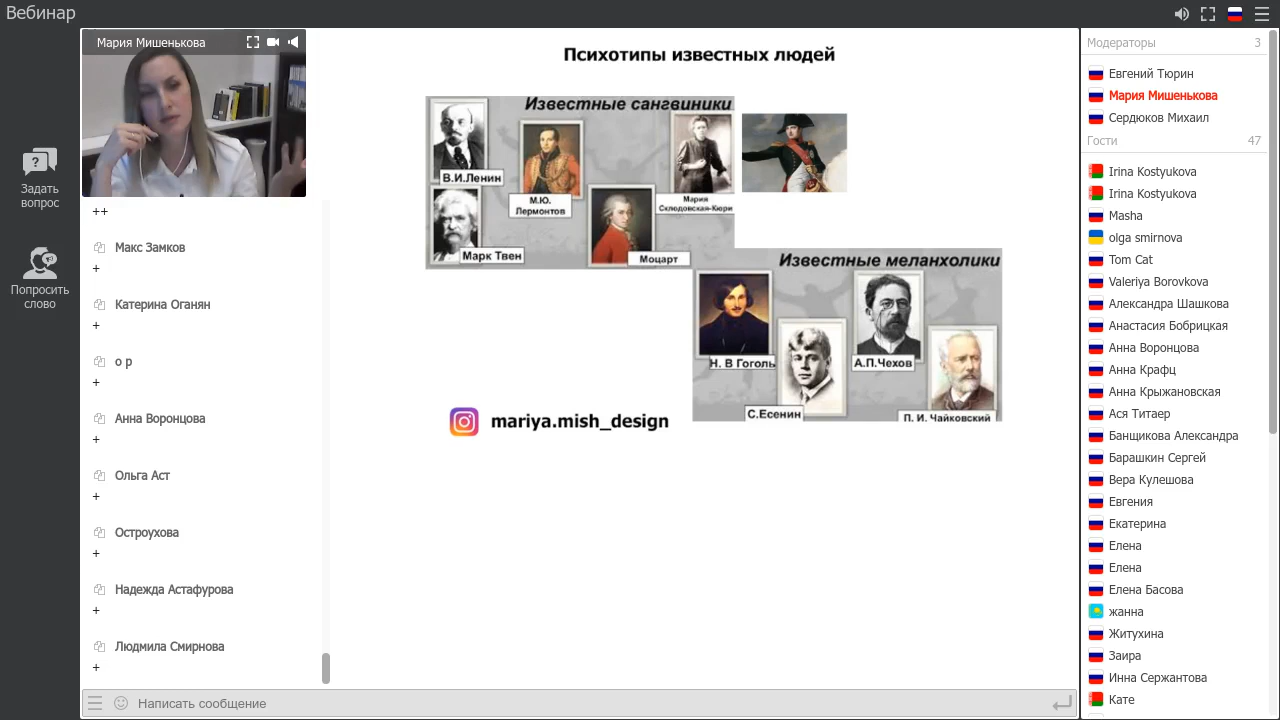 Вебинар
Мария Мишенькова
Задать
вопрос
Попросить
слово
++
Макс Замков
+
Катерина Оганян
+
о р
+
Анна Воронцова
+
Ольга Аст
+
Остроухова
+
Надежда Астафурова
+
Людмила Смирнова
+
Написать сообщение
Психотипы известных людей
Известные сангвиники
В.И.Ленин
М.Ю.
Лермонтов
Мария
Склодовская-Кюри
Марк Твен
Моцарт
Известные меланхолики
Н. В Гоголь
А.П.Чехов
С.Есенин
П. И. Чайковский
mariya.mish_design
Модераторы 3
Евгений Тюрин
Мария Мишенькова
Сердюков Михаил
Гости 47
Irina Kostyukova
Irina Kostyukova
Masha
olga smirnova
Tom Cat
Valeriya Borovkova
Александра Шашкова
Анастасия Бобрицкая
Анна Воронцова
Анна Крафц
Анна Крыжановская
Ася Титаер
Банщикова Александра
Барашкин Сергей
Вера Кулешова
Евгения
Екатерина
Елена
Елена
Елена Басова
жанна
Житухина
Заира
Инна Сержантова
Кате